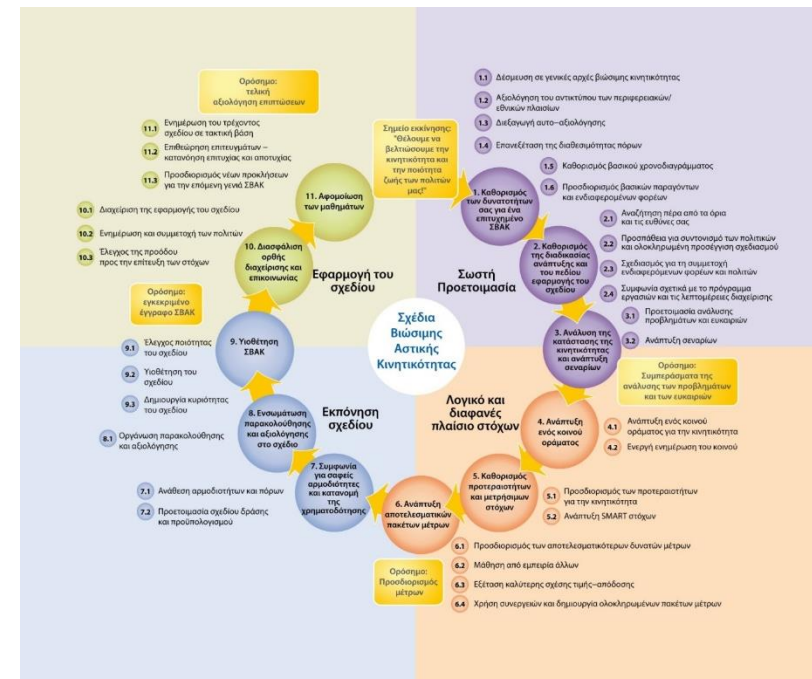 Ορόσημο:
τελική
αξιολόγηση επιπτώσεων
11.1 Ενημέρωση του τρέχοντος
σχεδίου σε τακτική βάση
11.2 Επιθεώρηση επιτευγμάτων –
κατανόηση επιτυχίας και αποτυχίας
11.3 Προσδιορισμός νέων προκλήσεων
για την επόμενη γενιά ΣΒΑΚ
10.1 Διαχείριση της εφαρμογής του σχεδίου
10.2 Ενημέρωση και συμμετοχή των πολιτών
10.3 Έλεγχος της προόδου
προς την επίτευξη των στόχων
11. Αφομοίωση
των μαθημάτων
10. Διασφάλιση
ορθής
διαχείρισης και
επικοινωνίας
Εφαρμογή του
σχεδίου
Σημείο εκκίνησης:
"Θέλουμε να
βελτιώσουμε την
κινητικότητα και
την ποιότητα
ζωής των πολιτών
μας!"
1.1 Δέσμευση σε γενικές αρχές βιώσιμης κινητικότητας
1.2 Αξιολόγηση του αντικτύπου των περιφερειακών/
εθνικών πλαισίων
1.3 Διεξαγωγή αυτο–αξιολόγησης
1.4 Επανεξέταση της διαθεσιμότητας πόρων
1.5 Καθορισμός βασικού χρονοδιαγράμματος
1.6 Προσδιορισμός βασικών παραγόντων
και ενδιαφερομένων φορέων
1. Καθορισμός
των δυνατοτήτων
σας για ένα
επιτυχημένο
ΣΒΑΚ
2.1 Αναζήτηση πέρα από τα όρια
και τις ευθύνες σας
2.2 Προσπάθεια για συντονισμό των πολιτικών
και ολοκληρωμένη προσέγγιση σχεδιασμού
2.3 Σχεδιασμός για τη συμμετοχή
ενδιαφερόμενων φορέων και πολιτών
2.4 Συμφωνία σχετικά με το πρόγραμμα
εργασιών και τις λεπτομέρειες διαχείρισης
2. Καθορισμός
της διαδικασίας
ανάπτυξης και
του πεδίου
εφαρμογής του
σχεδίου
Σωστή
Προετοιμασία
3.1 Προετοιμασία ανάλυσης
προβλημάτων και ευκαιριών
3.2 Ανάπτυξη σεναρίων
3. Ανάλυση της
κατάστασης της
κινητικότητας
και ανάπτυξη
σεναρίων
Ορόσημο:
Συμπεράσματα της
ανάλυσης των προβλημάτων
και των ευκαιριών
Σχέδια
Βιώσιμης
Αστικής
Κινητικότητας
Ορόσημο:
εγκεκριμένο
έγγραφο ΣΒΑΚ
9.1 Έλεγχος ποιότητας
του σχεδίου
9.2 Υιοθέτηση του
σχεδίου
9.3 Δημιουργία κυριότητας
του σχεδίου
8.1 Οργάνωση παρακολούθησης
και αξιολόγησης
9. Υιοθέτηση
ΣΒΑΚ
8. Ενσωμάτωση
παρακολούθησης
και αξιολόγησης
στο σχέδιο
Εκπόνηση
σχεδίου
7. Συμφωνία
για σαφείς
αρμοδιότητες
και κατανομή
της
χρηματοδότησης
7.1 Ανάθεση αρμοδιοτήτων και πόρων
7.2 Προετοιμασία σχεδίου δράσης
και προϋπολογισμού
Λογικό και
διαφανές
πλαίσιο στόχων
4. Ανάπτυξη
ενός κοινού
οράματος
4.1 Ανάπτυξη ενός κοινού
οράματος για την κινητικότητα
4.2 Ενεργή ενημέρωση του κοινού
5. Καθορισμός
προτεραιοτήτων
και μετρήσιμων
στόχων
5.1 Προσδιορισμός των προτεραιοτήτων
για την κινητικότητα
5.2 Ανάπτυξη SMART στόχων
6. Ανάπτυξη
αποτελεσματικών
πακέτων μέτρων
6.1 Προσδιορισμός των αποτελεσματικότερων δυνατών μέτρων
6.2 Μάθηση από εμπειρία άλλων
6.3 Εξέταση καλύτερης σχέσης τιμής–απόδοσης
6.4 Χρήση συνεργειών και δημιουργία ολοκληρωμένων πακέτων μέτρων
Ορόσημο:
Προσδιορισμός
μέτρων